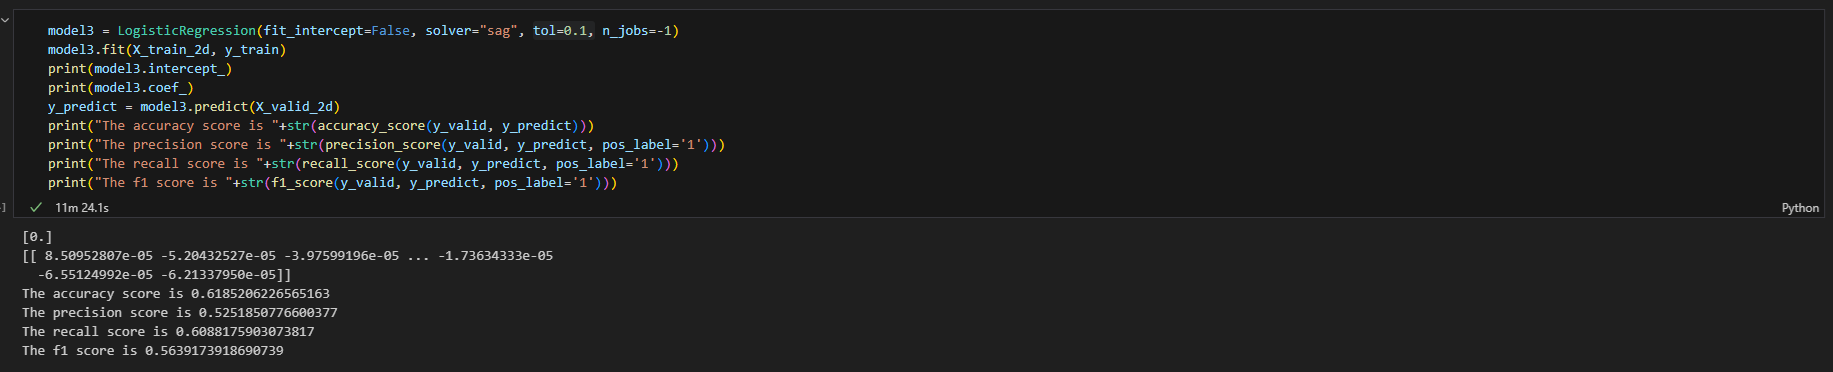 model3 = LogisticRegression(fit_intercept=False, solver="sag", tol=0.1, n_jobs=-1)
model3.fit(X_train_2d, y_train)
print(model3.intercept_)
print(model3.coef_)
y_predict = model3.predict(X_valid_2d)
print("The accuracy score is "+str(accuracy_score(y_valid, y_predict)))
print("The precision score is "+str(precision_score(y_valid, y_predict, pos_label='1')))
print("The recall score is "+str(recall_score(y_valid, y_predict, pos_label='1')))
print("The f1 score is "+str(f1_score(y_valid, y_predict, pos_label='1')))
11m 24.1s
Python
[0.]
[[ 8.50952807e-05 -5.20432527e-05 -3.97599196e-05 ... -1.73634333e-05
-6.55124992e-05 -6.21337950e-05]]
The accuracy score is 0.6185206226565163
The precision score is 0.5251850776600377
The recall score is 0.6088175903073817
The f1 score is 0.5639173918690739